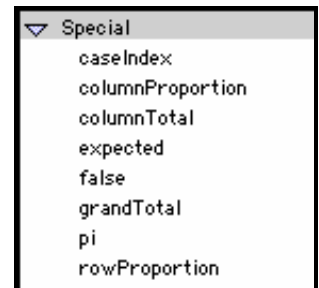 Special
caseIndex
columnProportion
columnTotal
expected
false
grandTotal
pi
rowProportion